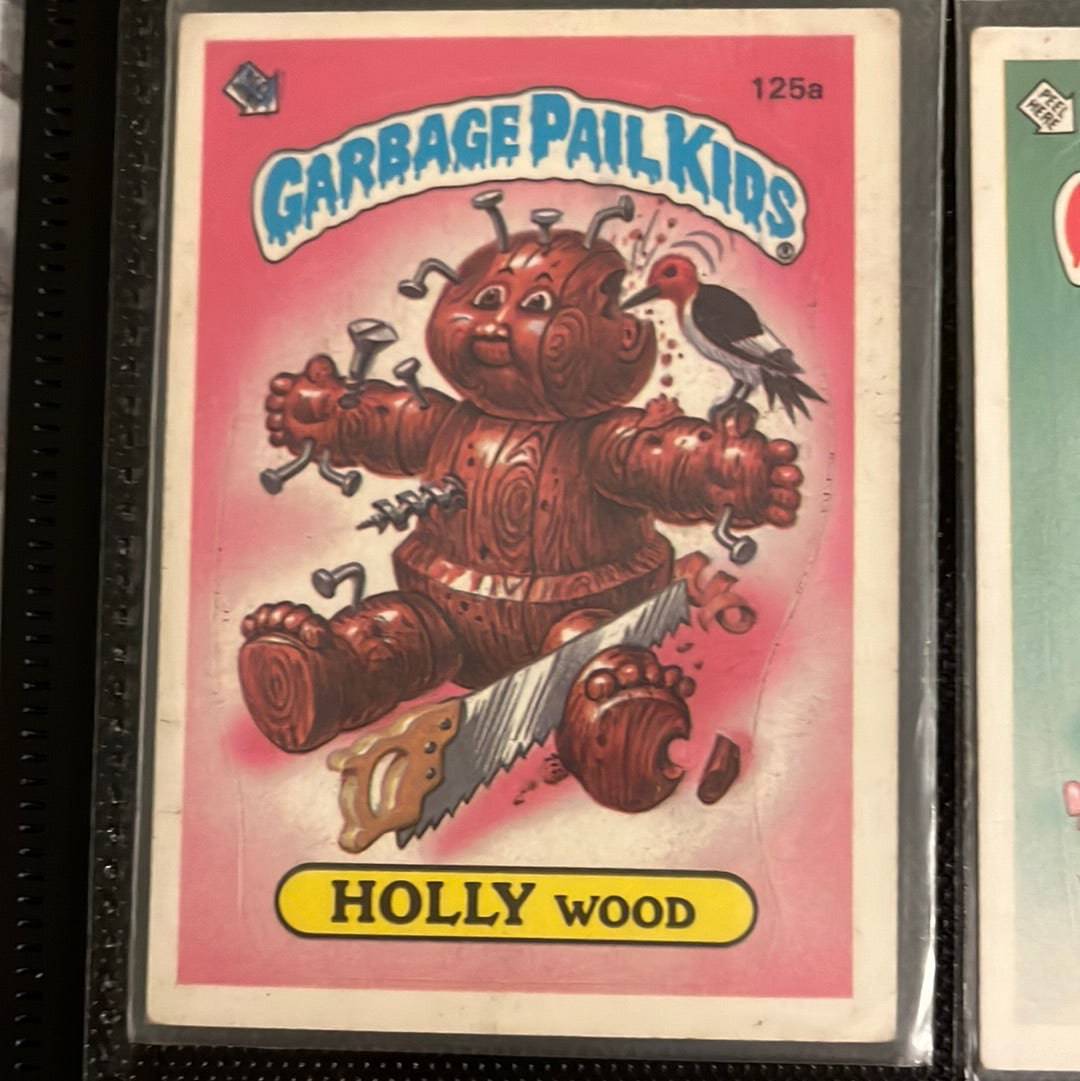 125a
GARBAGE PAIL KIDS®
HOLLY WOOD
PEEL
HERE